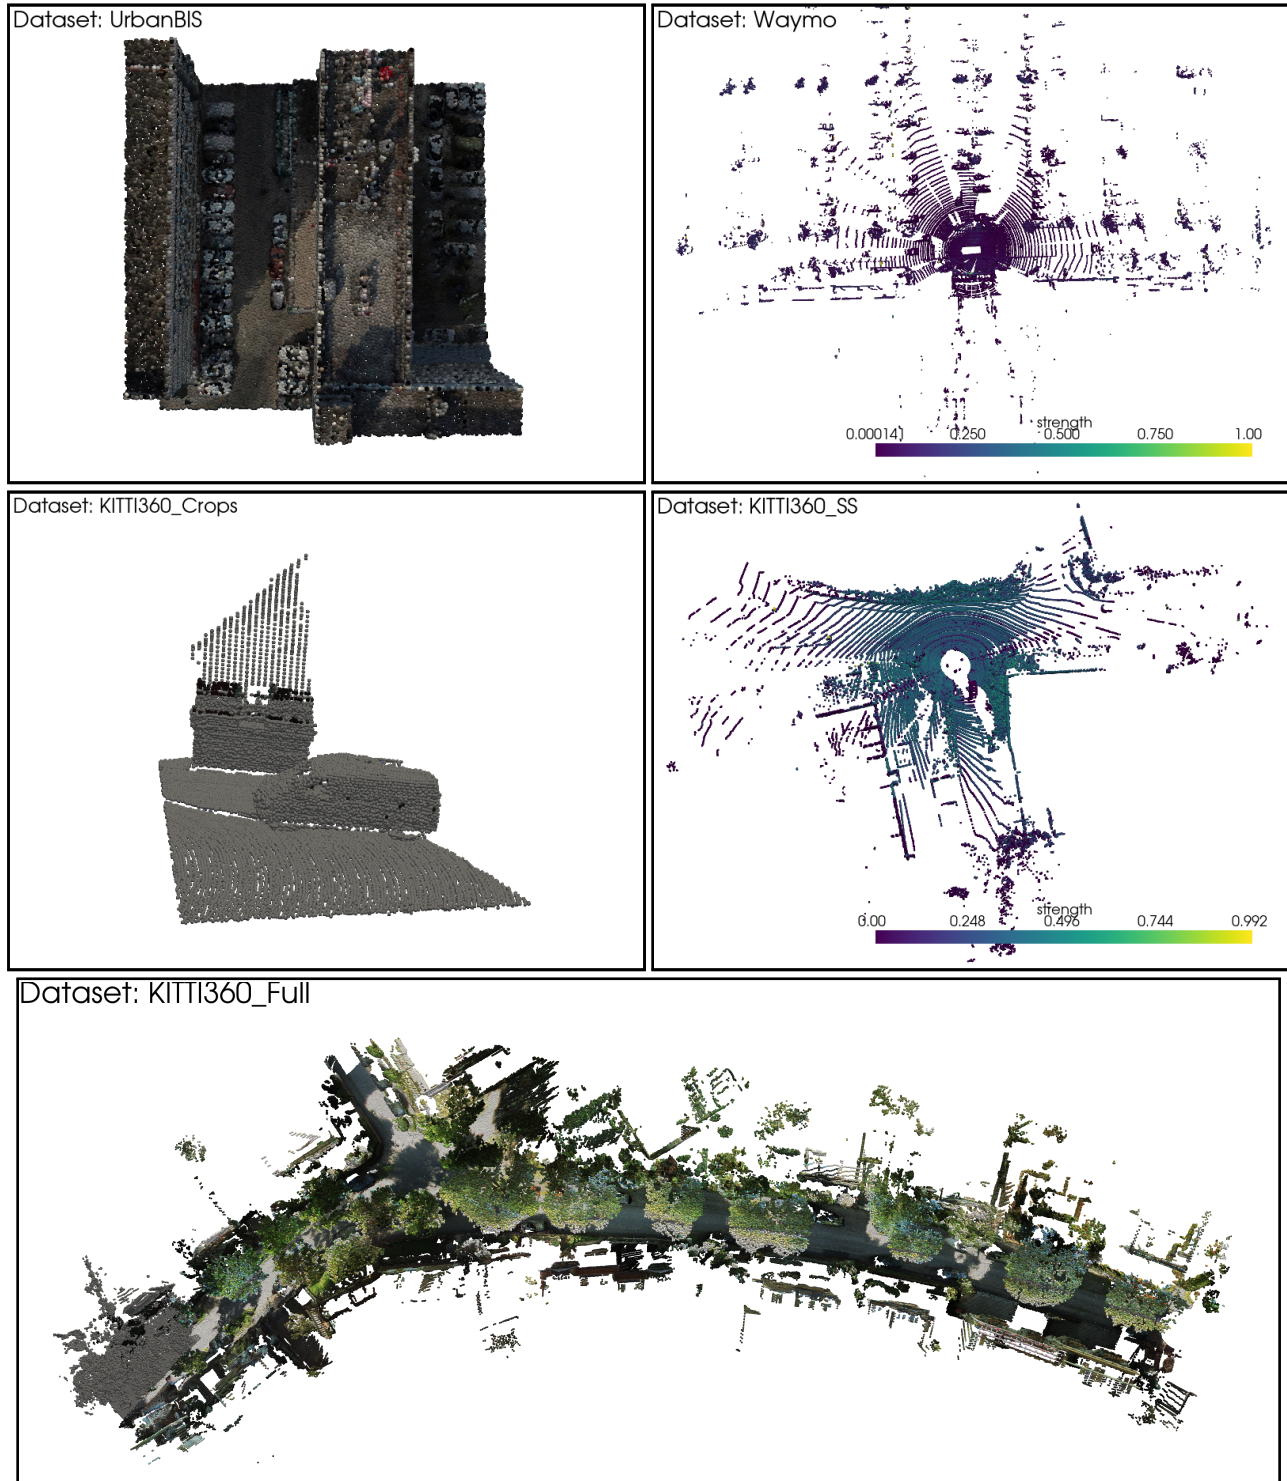 Dataset: UrbanBIS
Dataset: Waymo
strength
0.000141 0.250 0.500 0.750 1.00
Dataset: KITTI360_Crops
Dataset: KITTI360_SS
strength
0.00 0.248 0.496 0.744 0.992
Dataset: KITTI360_Full